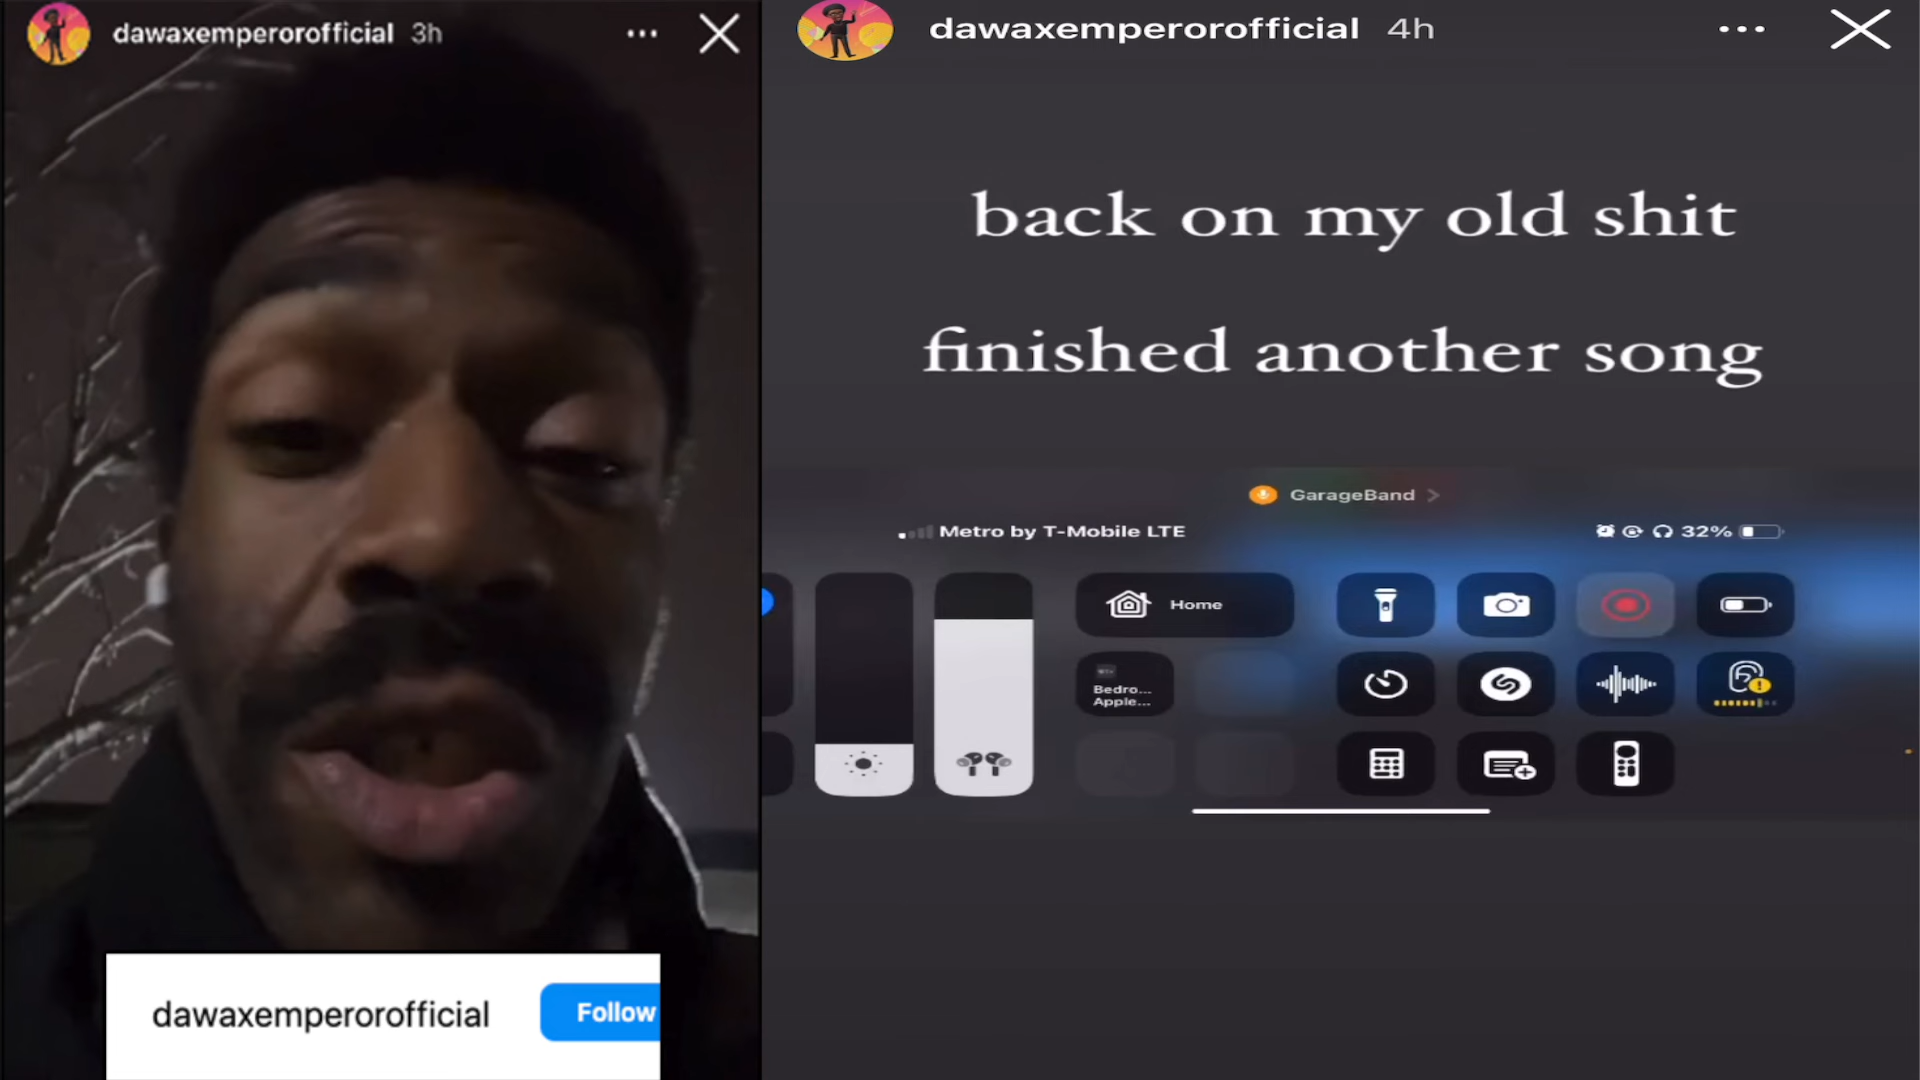 dawaxemperorofficial 3h
dawaxemperorofficial
Follow
dawaxemperorofficial 4h
back on my old shit
finished another song
GarageBand
Metro by T-Mobile LTE
32%
Home
Bedro...
Apple...